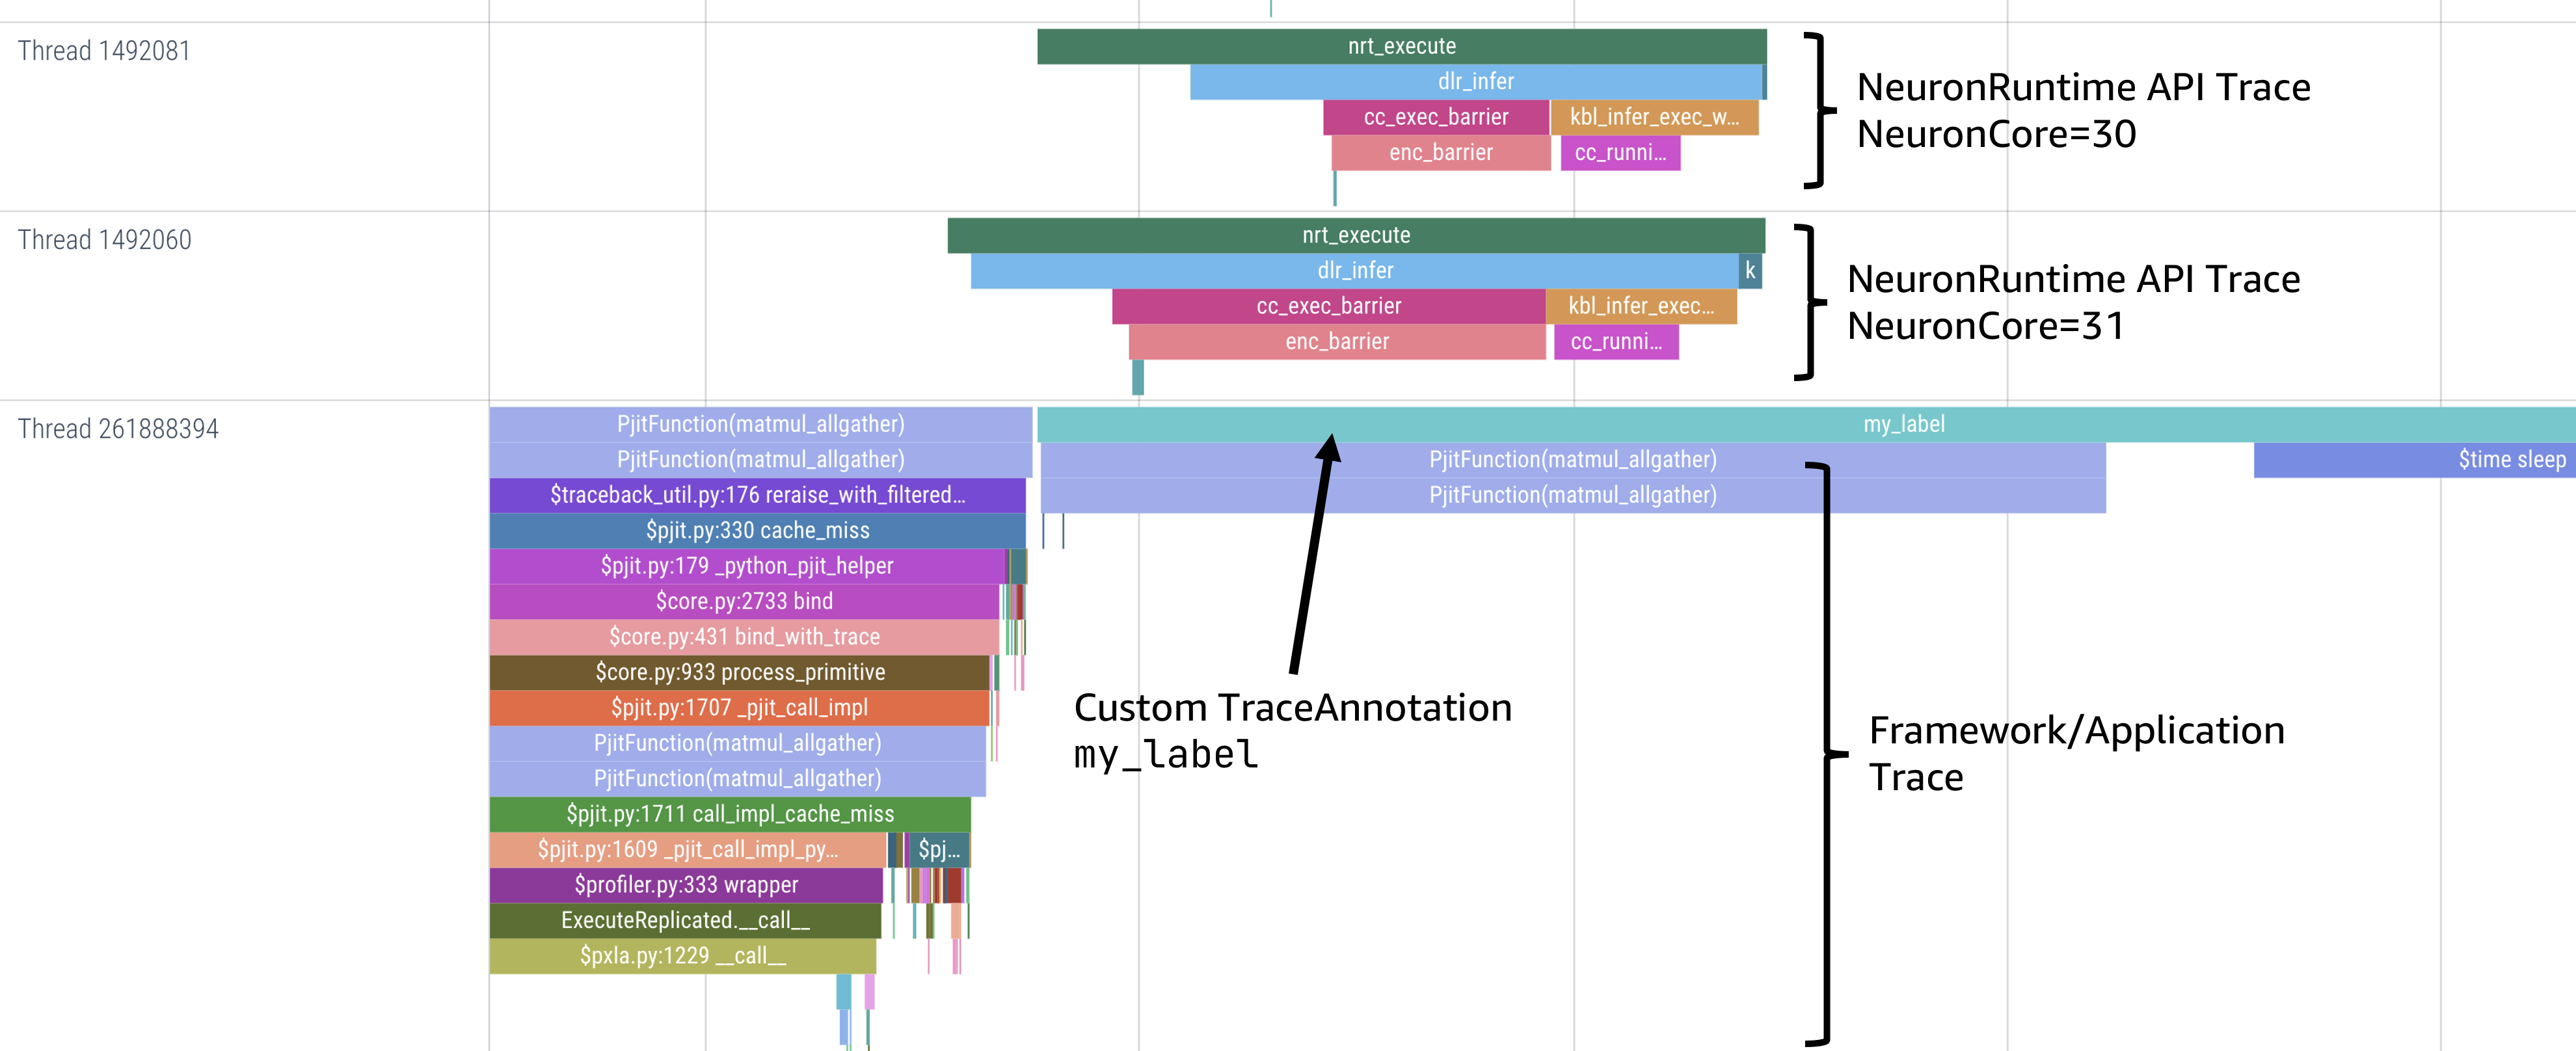 Thread 1492081
nrt_execute
dlr_infer
cc_exec_barrier
kbl_infer_exec_w…
enc_barrier
cc_runni…
NeuronRuntime API Trace
NeuronCore=30
Thread 1492060
nrt_execute
dlr_infer
k
cc_exec_barrier
kbl_infer_exec…
enc_barrier
cc_runni…
NeuronRuntime API Trace
NeuronCore=31
Thread 261888394
PjitFunction(matmul_allgather)
my_label
PjitFunction(matmul_allgather)
PjitFunction(matmul_allgather)
$time sleep
$traceback_util.py:176 reraise_with_filtered…
PjitFunction(matmul_allgather)
$pjit.py:330 cache_miss
$pjit.py:179 _python_pjit_helper
$core.py:2733 bind
$core.py:431 bind_with_trace
$core.py:933 process_primitive
$pjit.py:1707 _pjit_call_impl
PjitFunction(matmul_allgather)
PjitFunction(matmul_allgather)
$pjit.py:1711 call_impl_cache_miss
$pjit.py:1609 _pjit_call_impl_py…
$pj…
$profiler.py:333 wrapper
ExecuteReplicated.__call__
$pxla.py:1229 __call__
Custom TraceAnnotation
my_label
Framework/Application
Trace